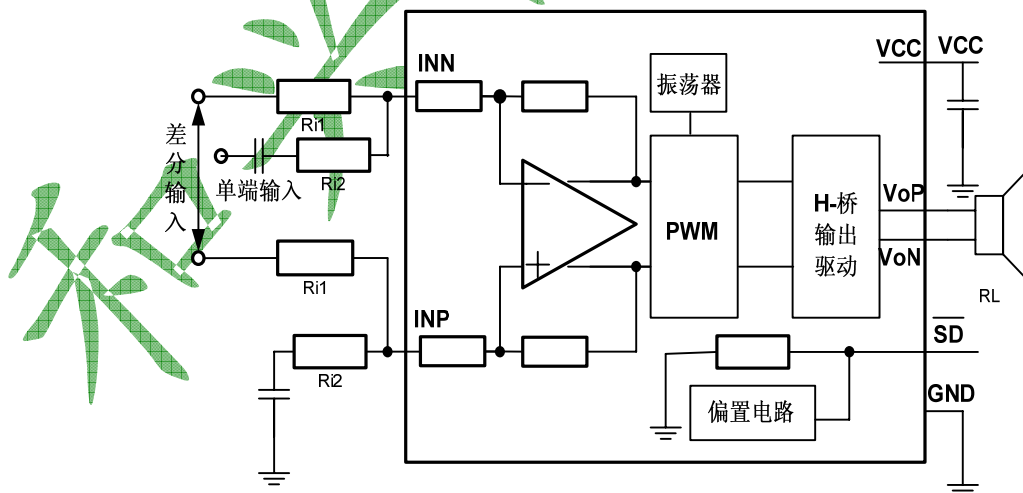 INN
VCC
VCC
振荡器
Ri1
差分输入
单端输入
Ri2
VoP
H-桥
输出
驱动
PWM
VoN
Ri1
RL
INP
SD
Ri2
GND
偏置电路